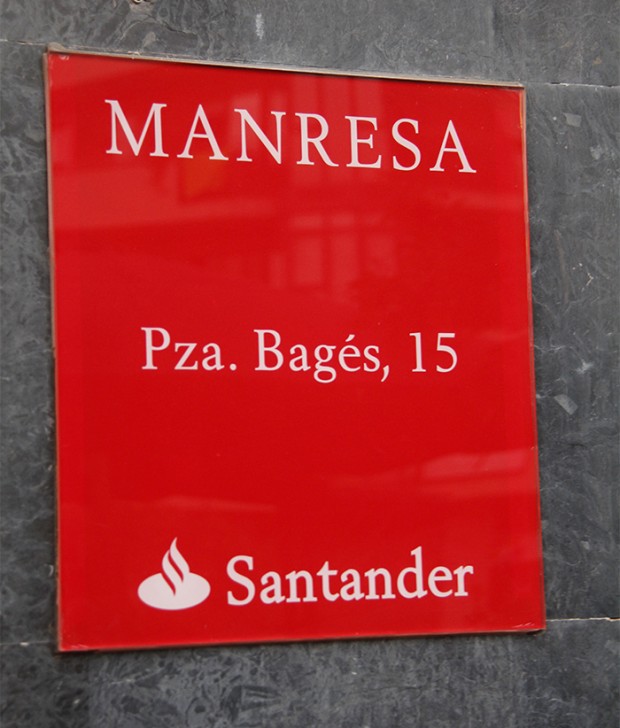 MANRESA
Pza. Bagés, 15
Santander